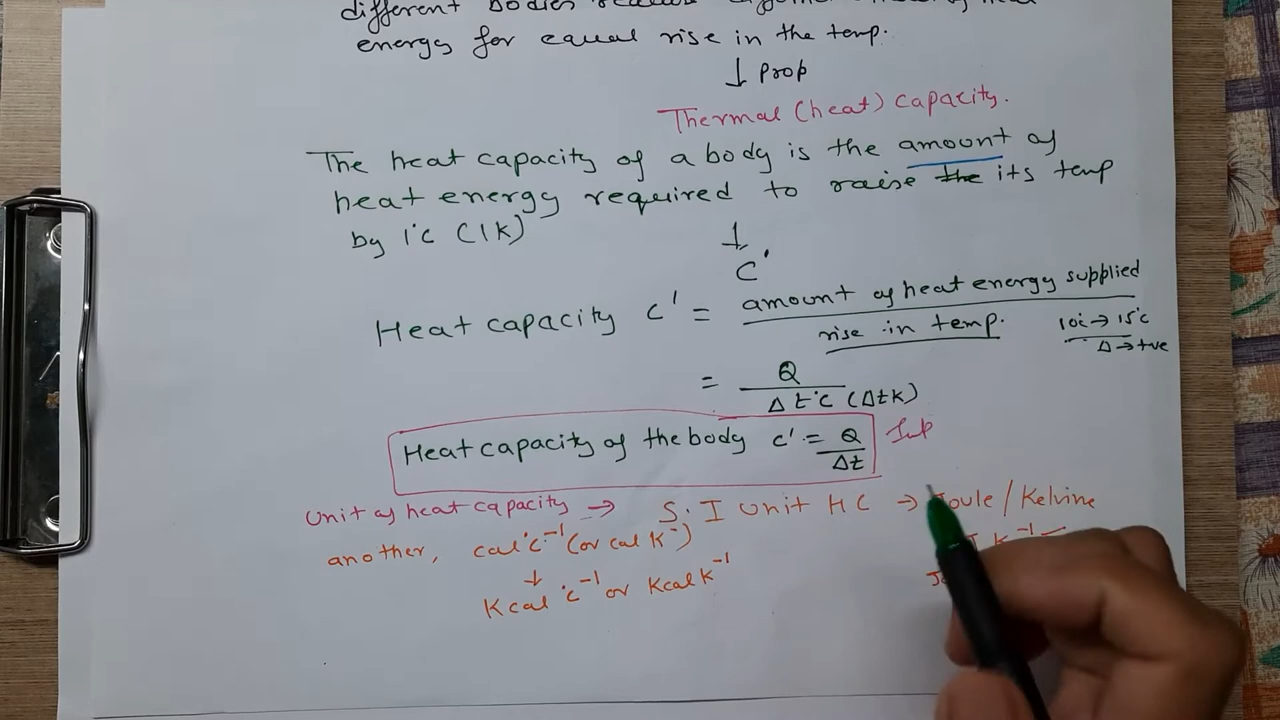 different bodies
energy for equal rise in the temp.
↓ Prop
Thermal (heat) capacity.
The heat capacity of a body is the amount of
heat energy required to raise the its temp
by 1°C (1K)
↓
C'
Heat capacity C' = amount of heat energy supplied / rise in temp.
10°C → 15°C
Δ → +ve
= Q / Δt°C (ΔtK)
Heat capacity of the body C' = Q / Δt Imp
Unit of heat capacity → S.I Unit HC → Joule/Kelvine
another, cal°C⁻¹ (or cal K⁻) J K⁻¹
↓
Kcal °C⁻¹ or Kcal K⁻¹